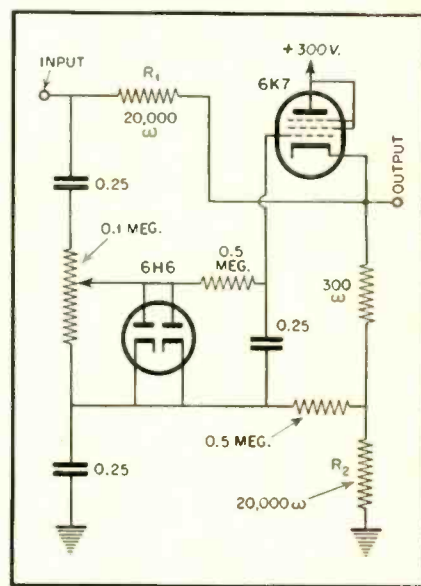 + 300 V.
INPUT
R₁
6K7
20,000
ω
OUTPUT
0.25
0.1 MEG.
6H6
0.5
MEG.
300
ω
0.25
0.5 MEG.
0.25
R₂
20,000 ω